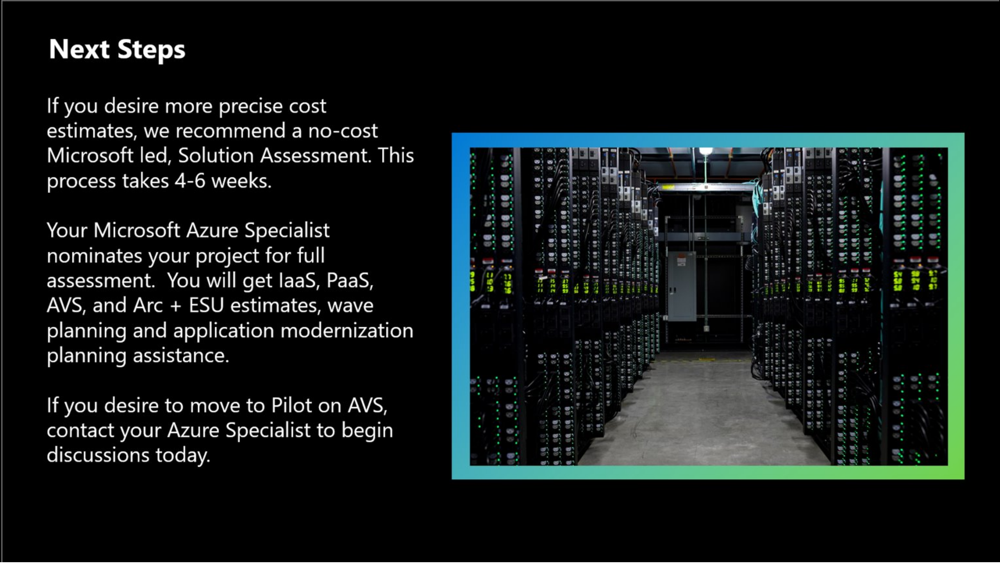 Next Steps
If you desire more precise cost
estimates, we recommend a no-cost
Microsoft led, Solution Assessment. This
process takes 4-6 weeks.
Your Microsoft Azure Specialist
nominates your project for full
assessment.  You will get IaaS, PaaS,
AVS, and Arc + ESU estimates, wave
planning and application modernization
planning assistance.
If you desire to move to Pilot on AVS,
contact your Azure Specialist to begin
discussions today.